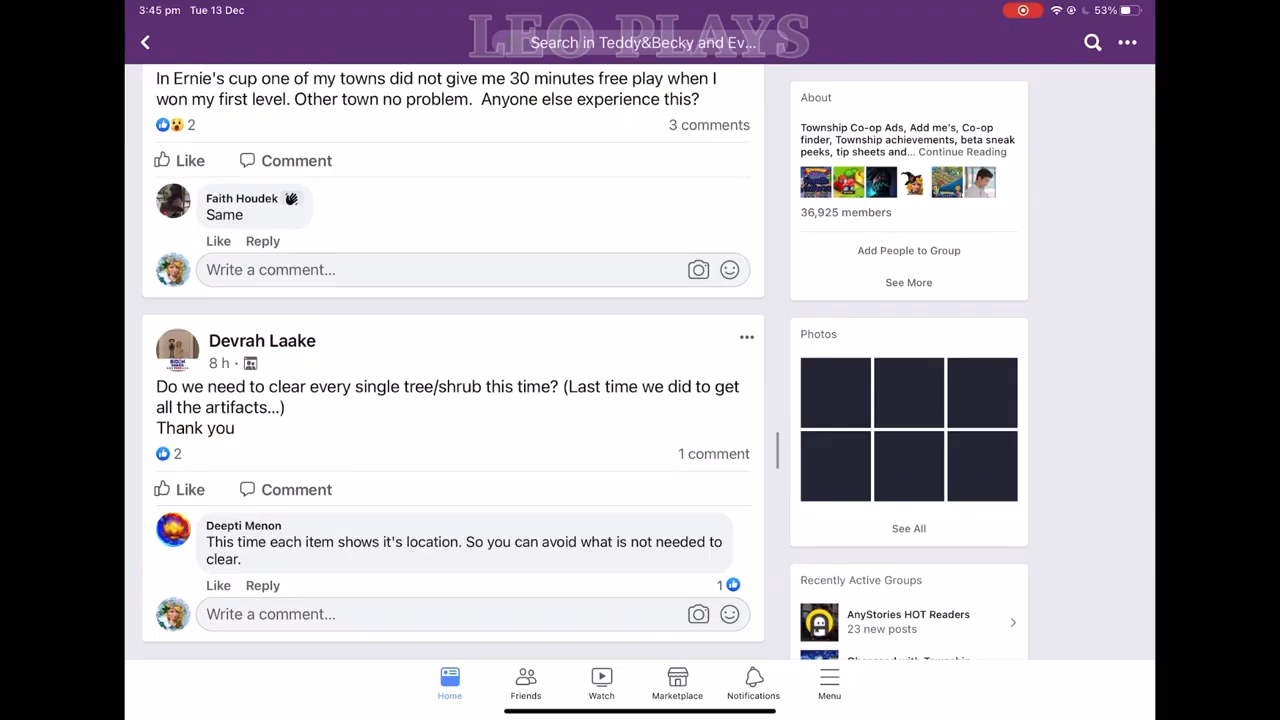 3:45 pm Tue 13 Dec
53%
LEO PLAYS
Search in Teddy&Becky and Ev...
In Ernie's cup one of my towns did not give me 30 minutes free play when I
won my first level. Other town no problem. Anyone else experience this?
2
3 comments
Like
Comment
Faith Houdek
Same
Like Reply
Write a comment...
Devrah Laake
8 h
Do we need to clear every single tree/shrub this time? (Last time we did to get
all the artifacts...)
Thank you
2
1 comment
Like
Comment
Deepti Menon
This time each item shows it's location. So you can avoid what is not needed to
clear.
Like Reply
1
Write a comment...
About
Township Co-op Ads, Add me's, Co-op
finder, Township achievements, beta sneak
peeks, tip sheets and... Continue Reading
36,925 members
Add People to Group
See More
Photos
See All
Recently Active Groups
AnyStories HOT Readers
23 new posts
Home
Friends
Watch
Marketplace
Notifications
Menu